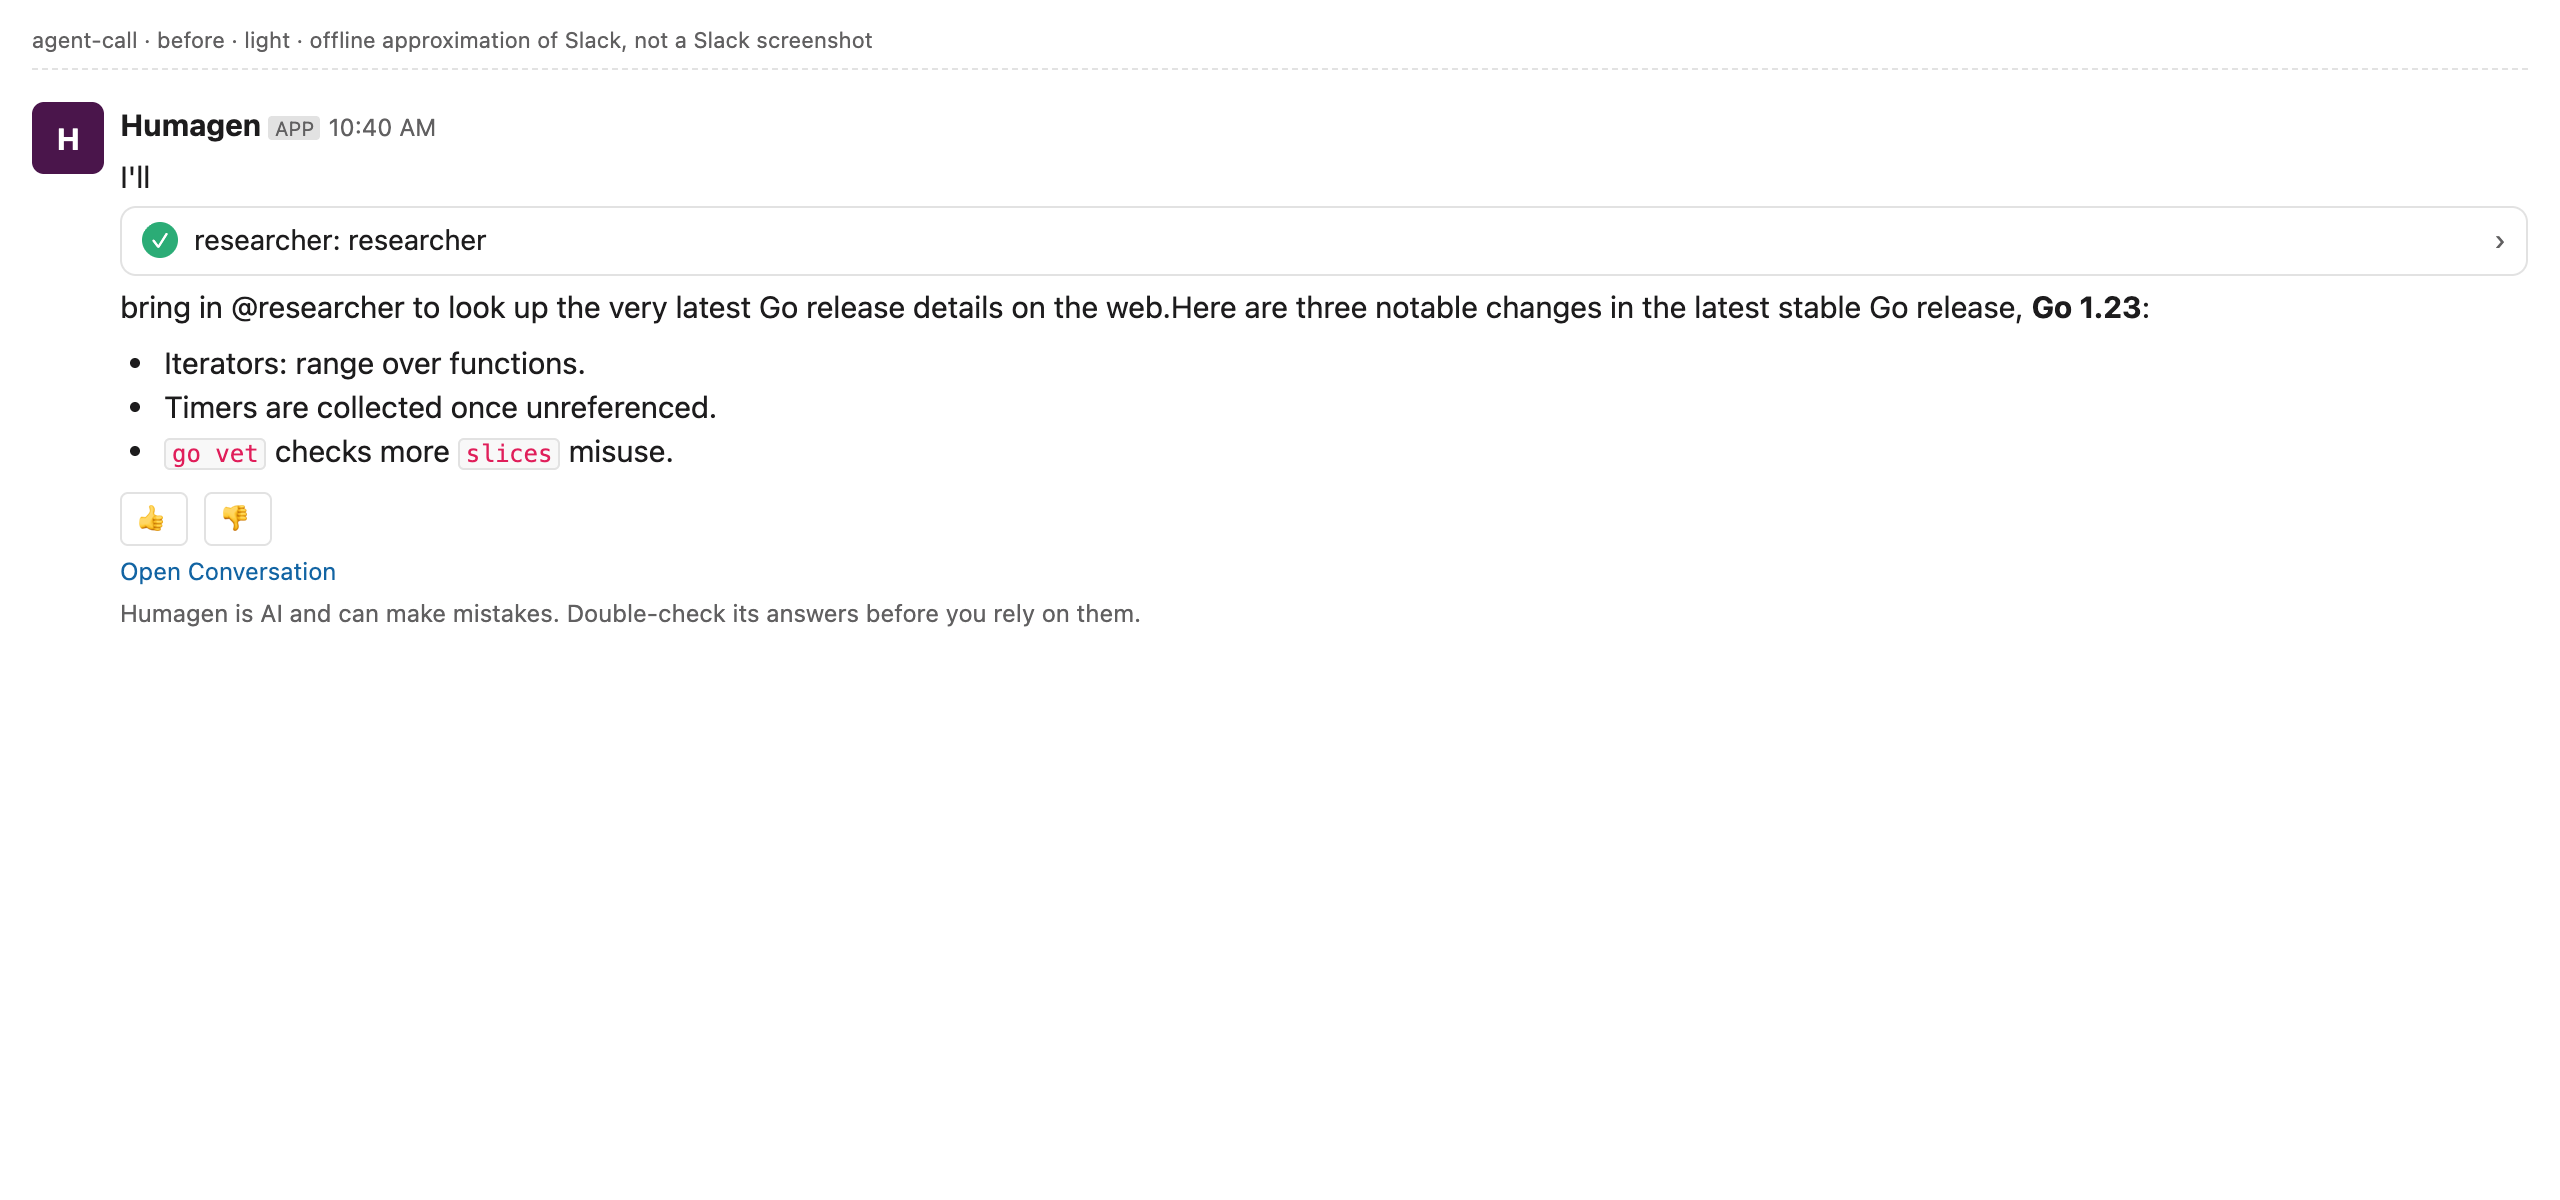 agent-call · before · light · offline approximation of Slack, not a Slack screenshot
H
Humagen APP 10:40 AM
I'll
researcher: researcher
bring in @researcher to look up the very latest Go release details on the web.Here are three notable changes in the latest stable Go release, Go 1.23:
• Iterators: range over functions.
• Timers are collected once unreferenced.
• go vet checks more slices misuse.
Open Conversation
Humagen is AI and can make mistakes. Double-check its answers before you rely on them.